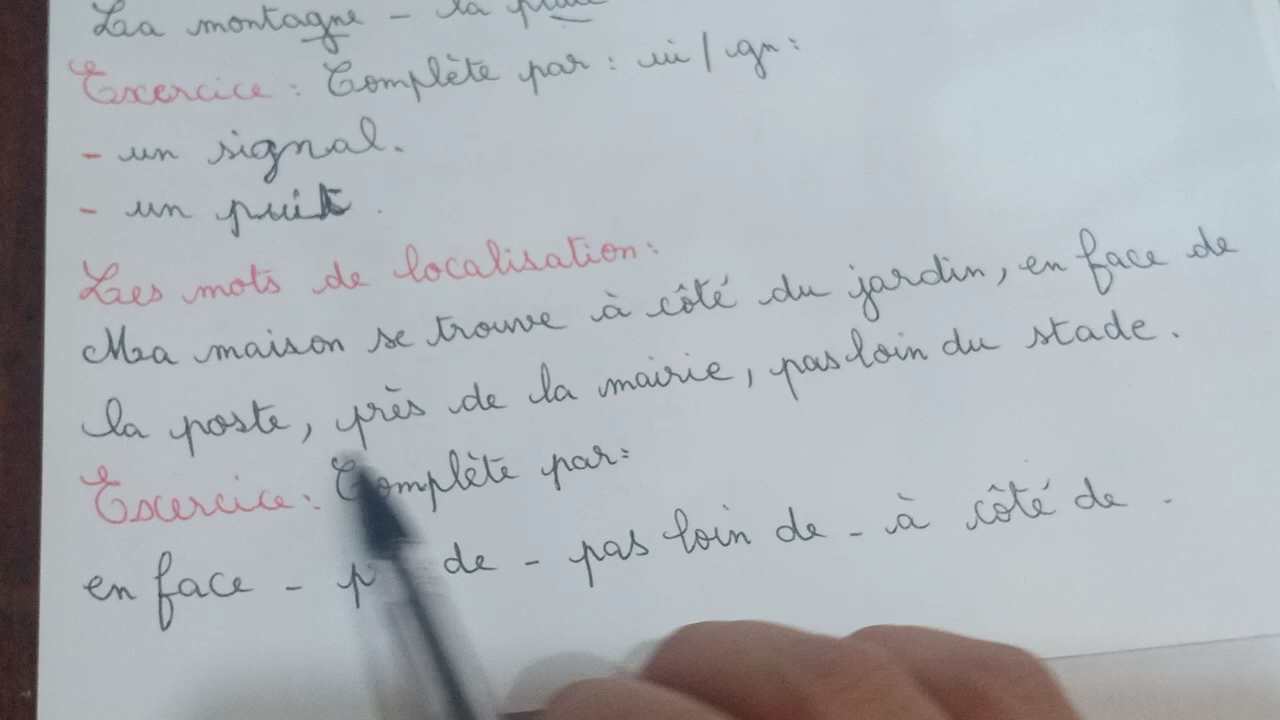 La montagne - la
Exercice : Complète par : ui / gn :
- un signal.
- un puit .
Les mots de localisation :
Ma maison se trouve à côté du jardin, en face de
la poste, près de la mairie, pas loin du stade.
Exercice : Complète par :
en face - de - pas loin de - à côté de .